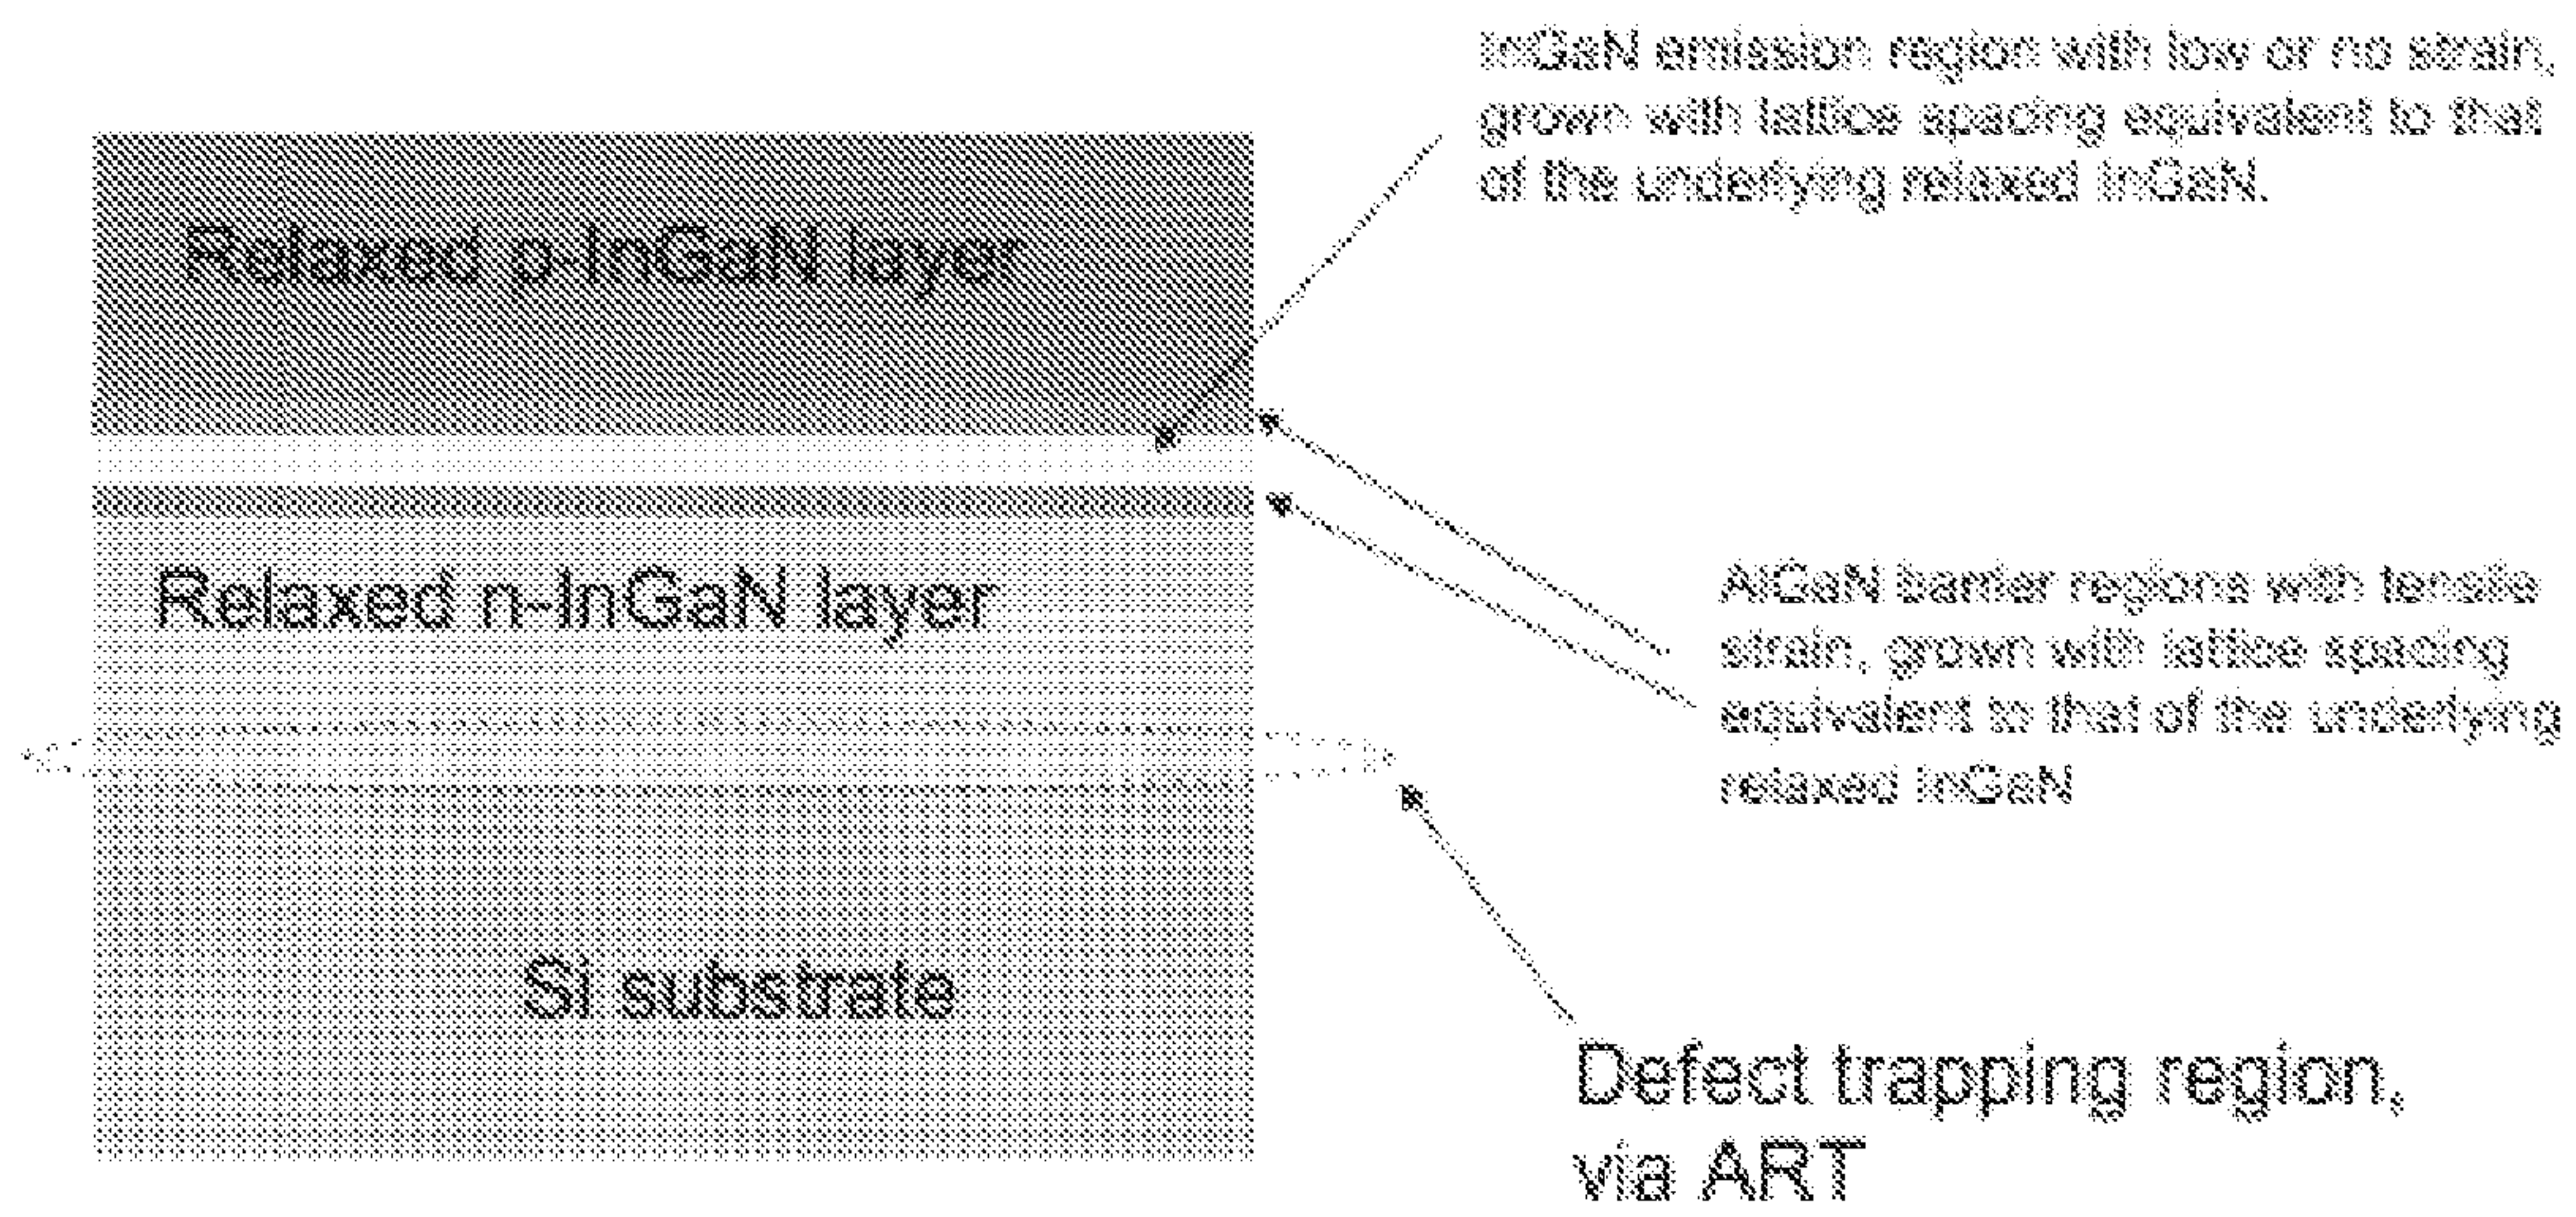 InGaN emission region with low or no strain,
grown with lattice spacing equivalent to that
of the underlying relaxed InGaN.
Relaxed p-InGaN layer
Relaxed n-InGaN layer
AlGaN barrier regions with tensile
strain, grown with lattice spacing
equivalent to that of the underlying
relaxed InGaN
Si substrate
Defect trapping region,
via ART